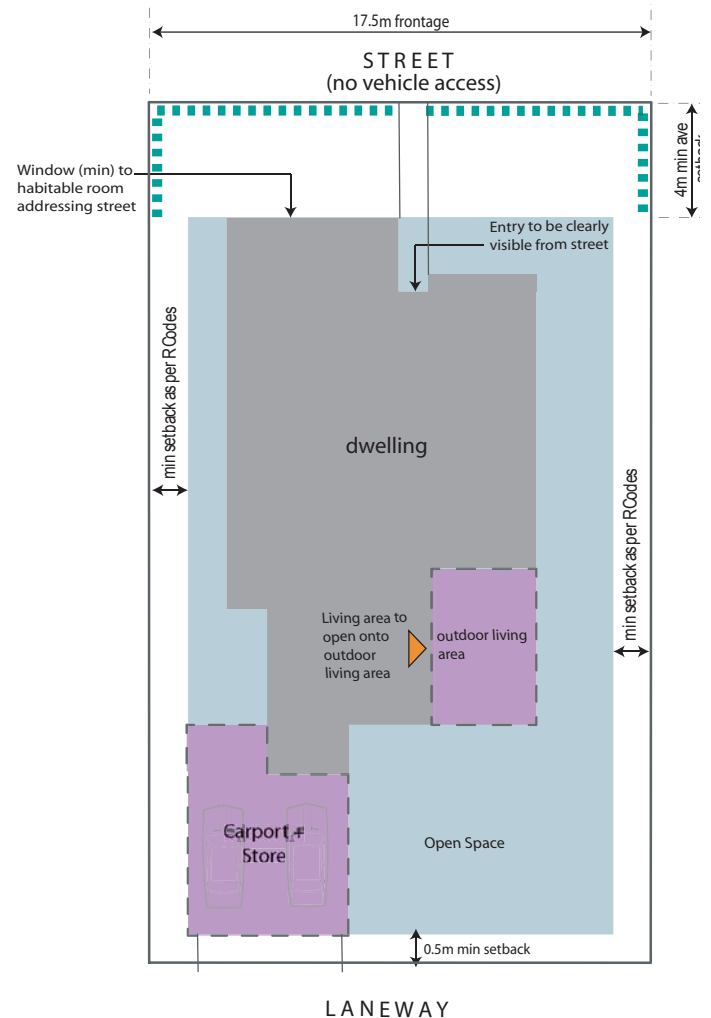 17.5m frontage
STREET
(no vehicle access)
4m min ave
setback
Window (min) to
habitable room
addressing street
Entry to be clearly
visible from street
min setback as per RCodes
dwelling
min setback as per RCodes
Living area to
open onto
outdoor
living area
outdoor living
area
Carport +
Store
Open Space
0.5m min setback
LANEWAY